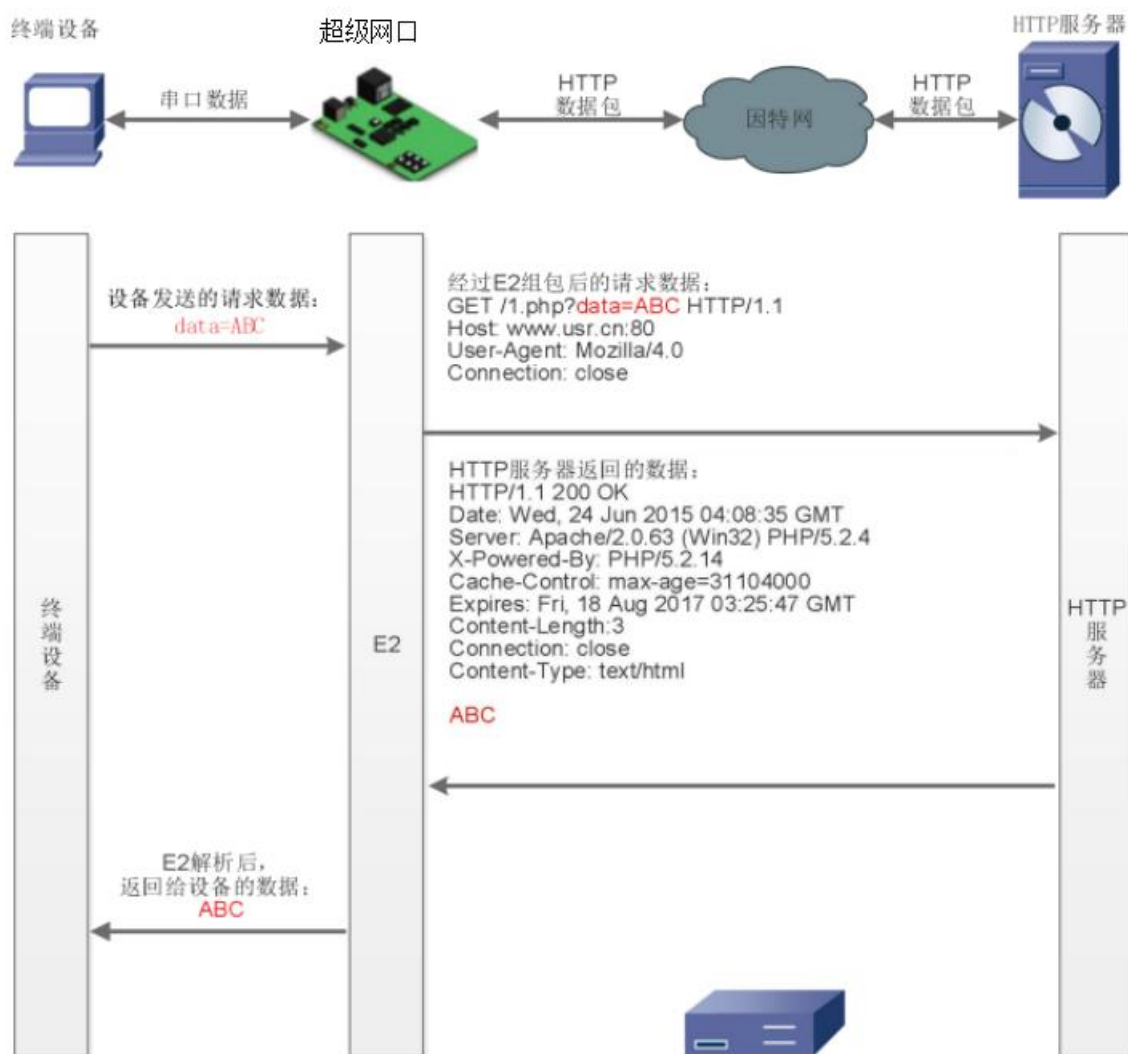 终端设备
超级网口
HTTP服务器
串口数据
HTTP
数据包
因特网
HTTP
数据包
设备发送的请求数据：
data=ABC
经过E2组包后的请求数据：
GET /1.php?data=ABC HTTP/1.1
Host: www.usr.cn:80
User-Agent: Mozilla/4.0
Connection: close
HTTP服务器返回的数据：
HTTP/1.1 200 OK
Date: Wed, 24 Jun 2015 04:08:35 GMT
Server: Apache/2.0.63 (Win32) PHP/5.2.4
X-Powered-By: PHP/5.2.14
Cache-Control: max-age=31104000
Expires: Fri, 18 Aug 2017 03:25:47 GMT
Content-Length:3
Connection: close
Content-Type: text/html
ABC
终端设备
E2
HTTP
服务器
E2解析后，
返回给设备的数据：
ABC